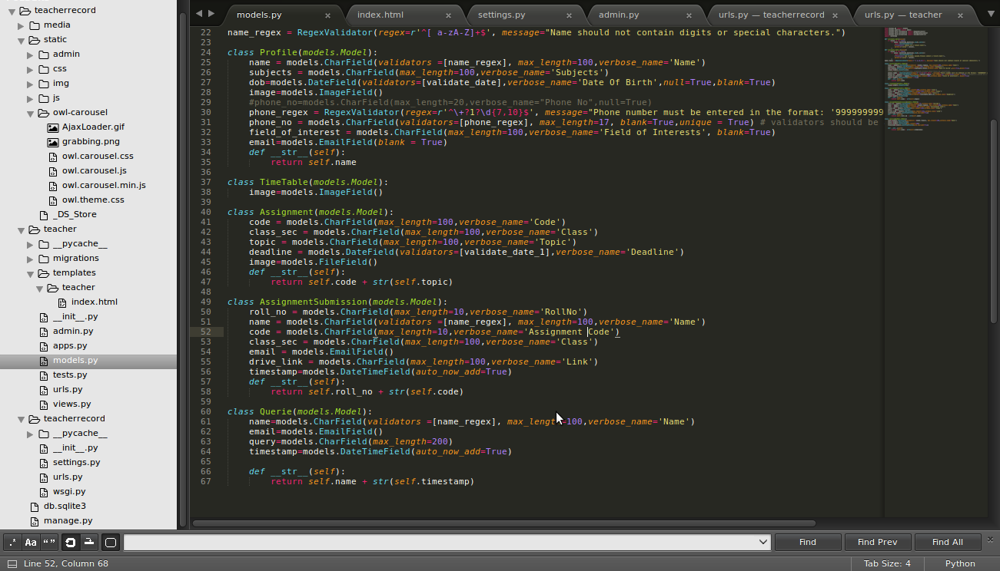 teacherrecord
media
static
admin
css
img
js
owl-carousel
AjaxLoader.gif
grabbing.png
owl.carousel.css
owl.carousel.js
owl.carousel.min.js
owl.theme.css
_DS_Store
teacher
__pycache__
migrations
templates
teacher
index.html
__init__.py
admin.py
apps.py
models.py
tests.py
urls.py
views.py
teacherrecord
__pycache__
__init__.py
settings.py
urls.py
wsgi.py
db.sqlite3
manage.py
models.py × index.html × settings.py × admin.py × urls.py — teacherrecord × urls.py — teacher ×
22 name_regex = RegexValidator(regex=r'^[ a-zA-Z]+$', message="Name should not contain digits or special characters.")
23
24 class Profile(models.Model):
25 name = models.CharField(validators =[name_regex], max_length=100,verbose_name='Name')
26 subjects = models.CharField(max_length=100,verbose_name='Subjects')
27 dob=models.DateField(validators=[validate_date],verbose_name='Date Of Birth',null=True,blank=True)
28 image=models.ImageField()
29 #phone_no=models.CharField(max_length=20,verbose_name="Phone No",null=True)
30 phone_regex = RegexValidator(regex=r'^\+?1?\d{7,10}$', message="Phone number must be entered in the format: '999999999
31 phone_no = models.CharField(validators=[phone_regex], max_length=17, blank=True,unique = True) # validators should be
32 field_of_interest = models.CharField(max_length=100,verbose_name='Field of Interests', blank=True)
33 email=models.EmailField(blank = True)
34 def __str__(self):
35 return self.name
36
37 class TimeTable(models.Model):
38 image=models.ImageField()
39
40 class Assignment(models.Model):
41 code = models.CharField(max_length=100,verbose_name='Code')
42 class_sec = models.CharField(max_length=100,verbose_name='Class')
43 topic = models.CharField(max_length=100,verbose_name='Topic')
44 deadline = models.DateField(validators=[validate_date_1],verbose_name='Deadline')
45 image=models.FileField()
46 def __str__(self):
47 return self.code + str(self.topic)
48
49 class AssignmentSubmission(models.Model):
50 roll_no = models.CharField(max_length=10,verbose_name='RollNo')
51 name = models.CharField(validators =[name_regex], max_length=100,verbose_name='Name')
52 code = models.CharField(max_length=10,verbose_name='Assignment Code')
53 class_sec = models.CharField(max_length=100,verbose_name='Class')
54 email = models.EmailField()
55 drive_link = models.CharField(max_length=100,verbose_name='Link')
56 timestamp=models.DateTimeField(auto_now_add=True)
57 def __str__(self):
58 return self.roll_no + str(self.code)
59
60 class Querie(models.Model):
61 name=models.CharField(validators =[name_regex], max_length=100,verbose_name='Name')
62 email=models.EmailField()
63 query=models.CharField(max_length=200)
64 timestamp=models.DateTimeField(auto_now_add=True)
65
66 def __str__(self):
67 return self.name + str(self.timestamp)
.* Aa “” Find Find Prev Find All ×
Line 52, Column 68 Tab Size: 4 Python